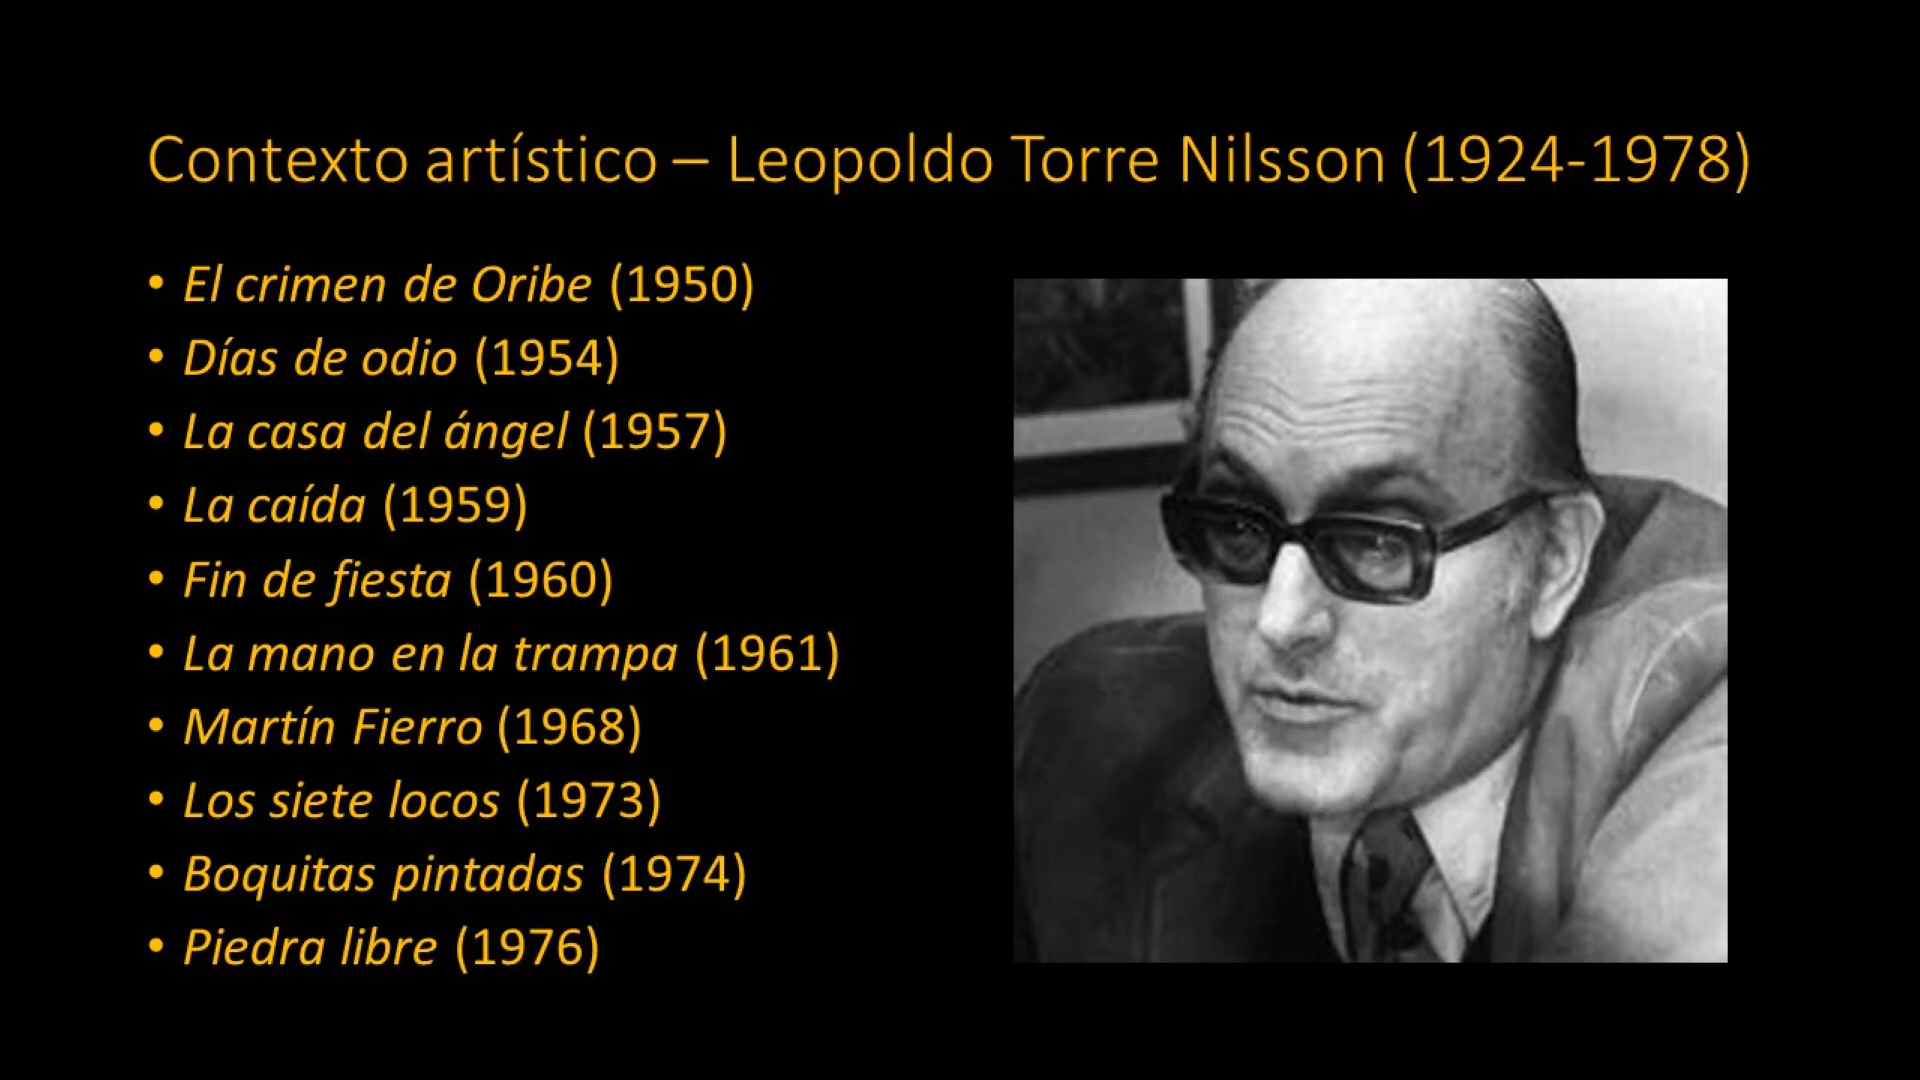 Contexto artístico – Leopoldo Torre Nilsson (1924-1978)
• El crimen de Oribe (1950)
• Días de odio (1954)
• La casa del ángel (1957)
• La caída (1959)
• Fin de fiesta (1960)
• La mano en la trampa (1961)
• Martín Fierro (1968)
• Los siete locos (1973)
• Boquitas pintadas (1974)
• Piedra libre (1976)